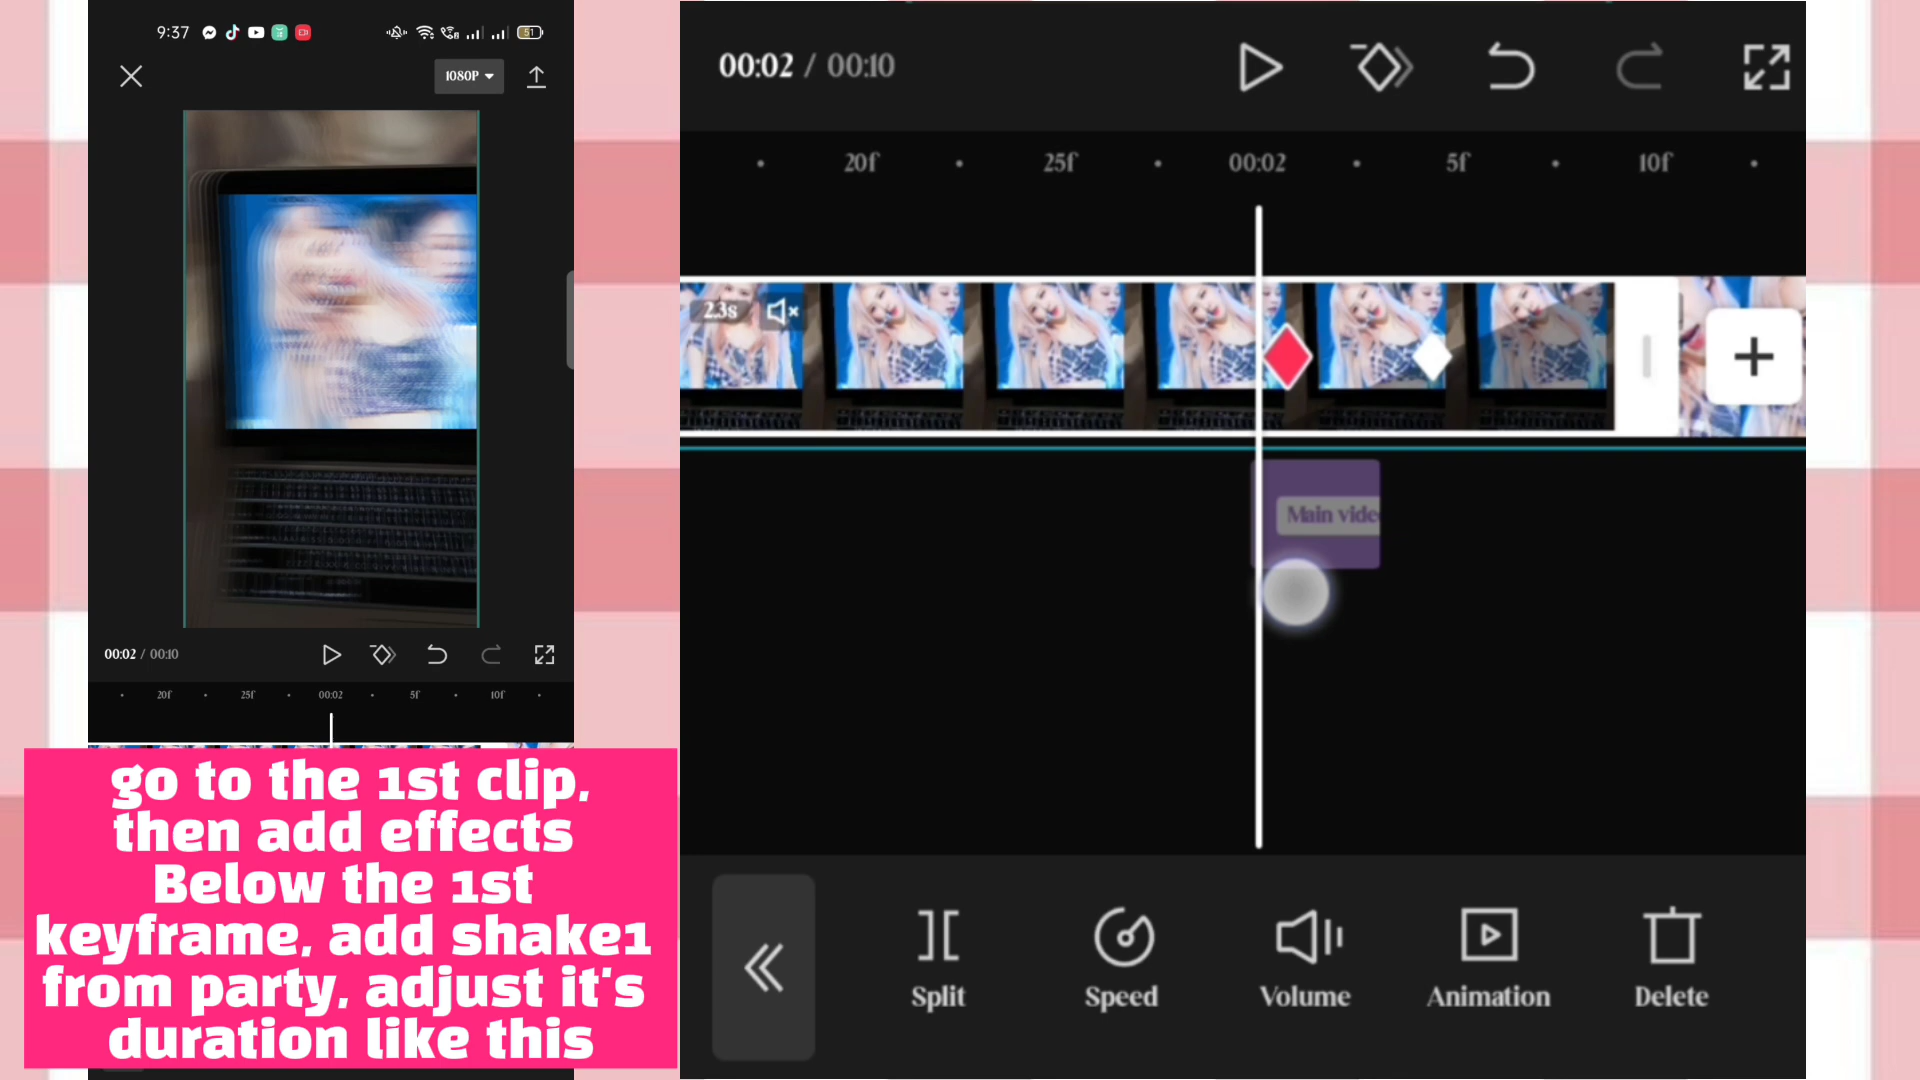 9:37
51
1080P
00:02 / 00:10
20f 25f 00:02 5f 10f
go to the 1st clip,
then add effects
Below the 1st
keyframe, add shake1
from party, adjust it's
duration like this
00:02 / 00:10
20f 25f 00:02 5f 10f
2.3s
Main vide
Split Speed Volume Animation Delete